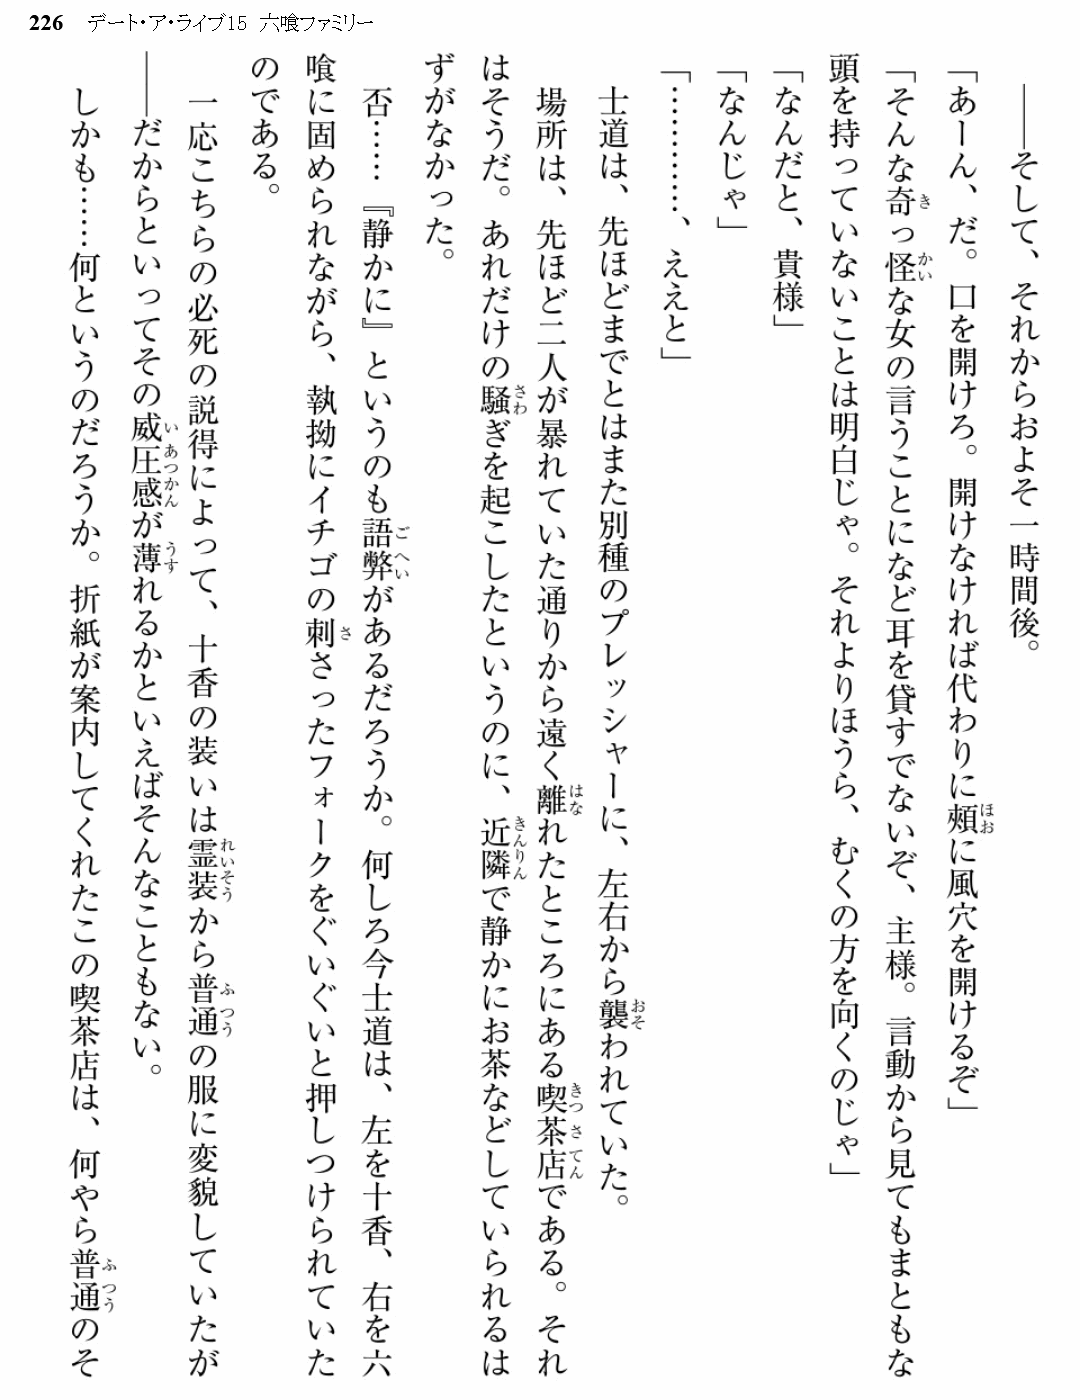 226 デート・ア・ライブ15 六喰ファミリー
――そして、それからおよそ一時間後。
「あーん、だ。口を開けろ。開けなければ代わりに頰に風穴を開けるぞ」
「そんな奇っ怪な女の言うことになど耳を貸すでないぞ、主様。言動から見てもまともな
頭を持っていないことは明白じゃ。それよりほうら、むくの方を向くのじゃ」
「なんだと、貴様」
「なんじゃ」
「…………、ええと」
士道は、先ほどまでとはまた別種のプレッシャーに、左右から襲われていた。
場所は、先ほど二人が暴れていた通りから遠く離れたところにある喫茶店である。それ
はそうだ。あれだけの騒ぎを起こしたというのに、近隣で静かにお茶などしていられるは
ずがなかった。
否……『静かに』というのも語弊があるだろうか。何しろ今士道は、左を十香、右を六
喰に固められながら、執拗にイチゴの刺さったフォークをぐいぐいと押しつけられていた
のである。
一応こちらの必死の説得によって、十香の装いは霊装から普通の服に変貌していたが
――だからといってその威圧感が薄れるかといえばそんなこともない。
しかも……何というのだろうか。折紙が案内してくれたこの喫茶店は、何やら普通のそ